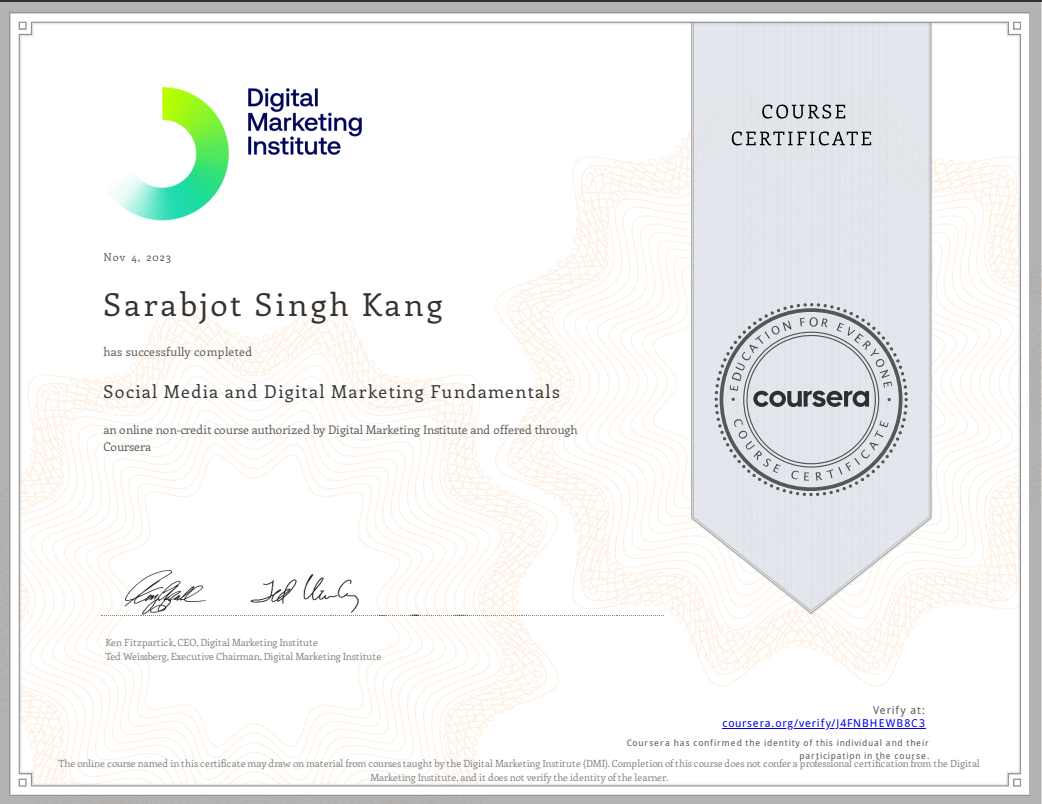 Digital
Marketing
Institute
COURSE
CERTIFICATE
Nov 4, 2023
Sarabjot Singh Kang
has successfully completed
Social Media and Digital Marketing Fundamentals
an online non-credit course authorized by Digital Marketing Institute and offered through
Coursera
EDUCATION FOR EVERYONE
coursera
COURSE CERTIFICATE
Ted
Ken Fitzpartick, CEO, Digital Marketing Institute
Ted Weissberg, Executive Chairman, Digital Marketing Institute
Verify at:
coursera.org/verify/J4FNBHEWB8C3
Coursera has confirmed the identity of this individual and their
participation in the course.
The online course named in this certificate may draw on material from courses taught by the Digital Marketing Institute (DMI). Completion of this course does not confer a professional certification from the Digital
Marketing Institute, and it does not verify the identity of the learner.